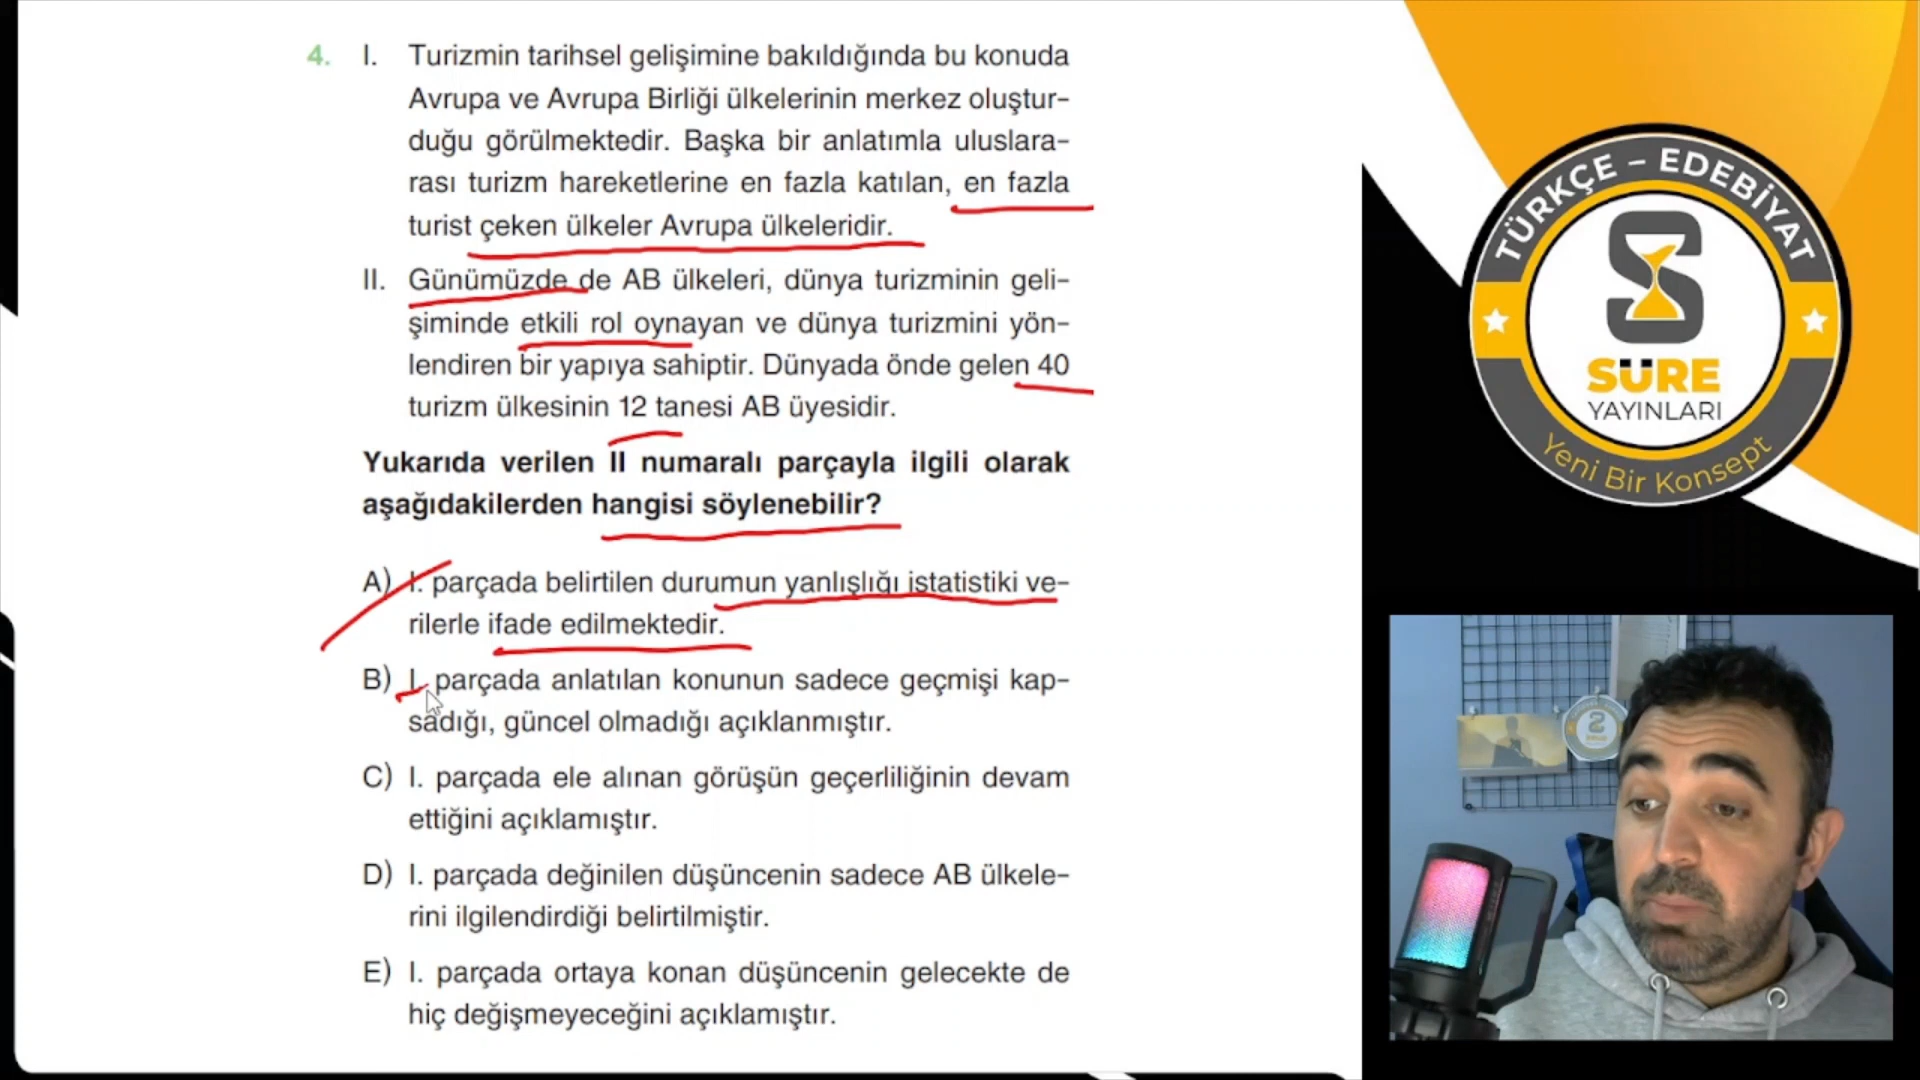 4. I. Turizmin tarihsel gelişimine bakıldığında bu konuda
Avrupa ve Avrupa Birliği ülkelerinin merkez oluştur-
duğu görülmektedir. Başka bir anlatımla uluslara-
rası turizm hareketlerine en fazla katılan, en fazla
turist çeken ülkeler Avrupa ülkeleridir.
II. Günümüzde de AB ülkeleri, dünya turizminin geli-
şiminde etkili rol oynayan ve dünya turizmini yön-
lendiren bir yapıya sahiptir. Dünyada önde gelen 40
turizm ülkesinin 12 tanesi AB üyesidir.
Yukarıda verilen II numaralı parçayla ilgili olarak
aşağıdakilerden hangisi söylenebilir?
A) I. parçada belirtilen durumun yanlışlığı istatistiki ve-
rilerle ifade edilmektedir.
B) I. parçada anlatılan konunun sadece geçmişi kap-
sadığı, güncel olmadığı açıklanmıştır.
C) I. parçada ele alınan görüşün geçerliliğinin devam
ettiğini açıklamıştır.
D) I. parçada değinilen düşüncenin sadece AB ülkele-
rini ilgilendirdiği belirtilmiştir.
E) I. parçada ortaya konan düşüncenin gelecekte de
hiç değişmeyeceğini açıklamıştır.
TÜRKÇE – EDEBİYAT
S
SÜRE
YAYINLARI
Yeni Bir Konsept